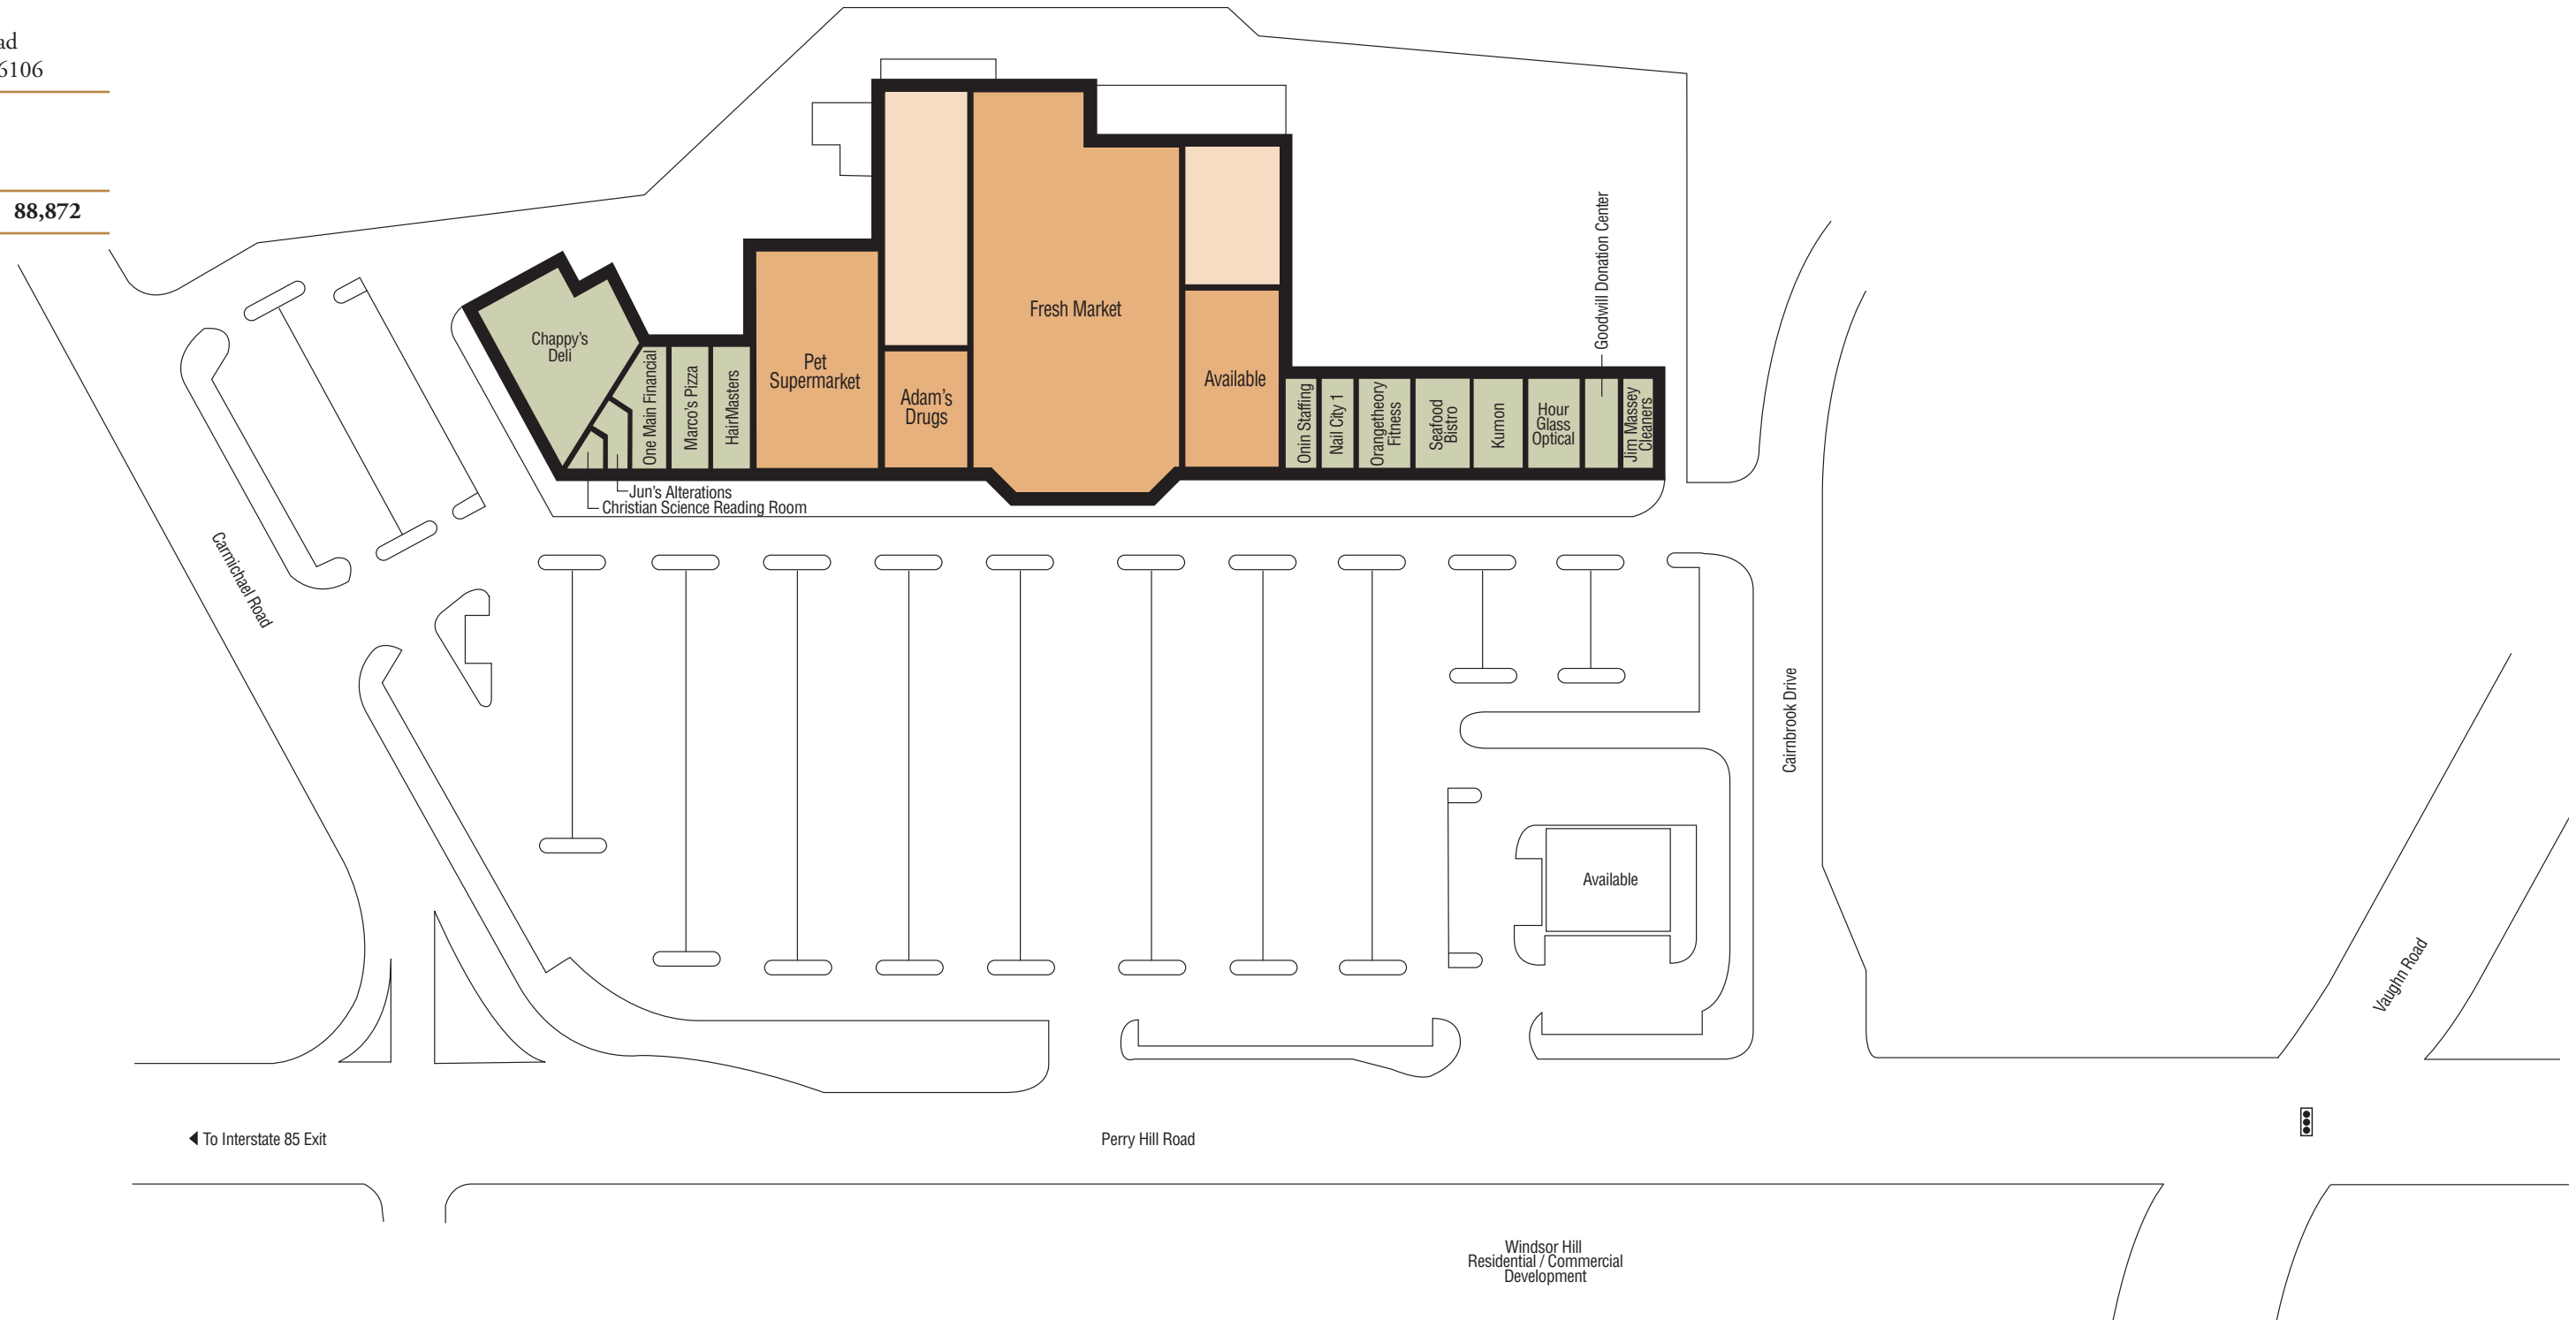 ad
6106
88,872
Goodwill Donation Center
Chappy's
Deli
Fresh Market
One Main Financial
Marco's Pizza
HairMasters
Pet
Supermarket
Adam's
Drugs
Available
Onin Staffing
Nail City 1
Orangetheory
Fitness
Seafood
Bistro
Kumon
Hour
Glass
Optical
Jim Massey
Cleaners
Jun's Alterations
Christian Science Reading Room
Carmichael Road
Cairnbrook Drive
Available
Vaughn Road
To Interstate 85 Exit
Perry Hill Road
Windsor Hill
Residential / Commercial
Development